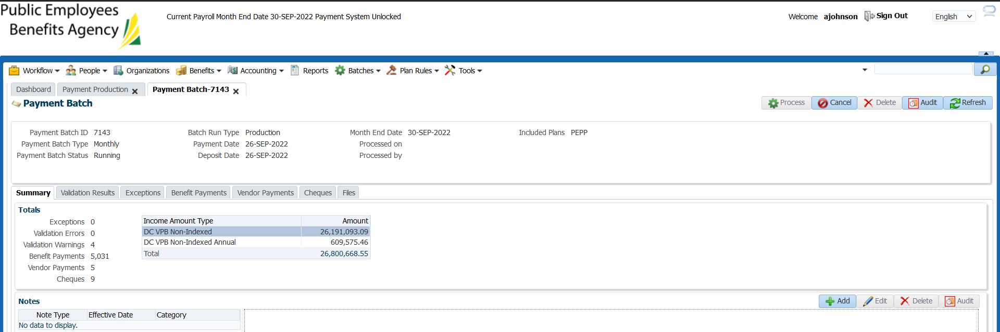 Public Employees
Benefits Agency
Current Payroll Month End Date 30-SEP-2022 Payment System Unlocked
Welcome ajohnson Sign Out English
Workflow People Organizations Benefits Accounting Reports Batches Plan Rules Tools
Dashboard Payment Production Payment Batch-7143
Payment Batch
Process Cancel Delete Audit Refresh
Payment Batch ID 7143 Batch Run Type Production Month End Date 30-SEP-2022 Included Plans PEPP
Payment Batch Type Monthly Payment Date 26-SEP-2022 Processed on
Payment Batch Status Running Deposit Date 26-SEP-2022 Processed by
Summary Validation Results Exceptions Benefit Payments Vendor Payments Cheques Files
Totals
Exceptions 0
Validation Errors 0
Validation Warnings 4
Benefit Payments 5,031
Vendor Payments 5
Cheques 9
Income Amount Type Amount
DC VPB Non-Indexed 26,191,093.09
DC VPB Non-Indexed Annual 609,575.46
Total 26,800,668.55
Notes
Add Edit Delete Audit
Note Type Effective Date Category
No data to display.